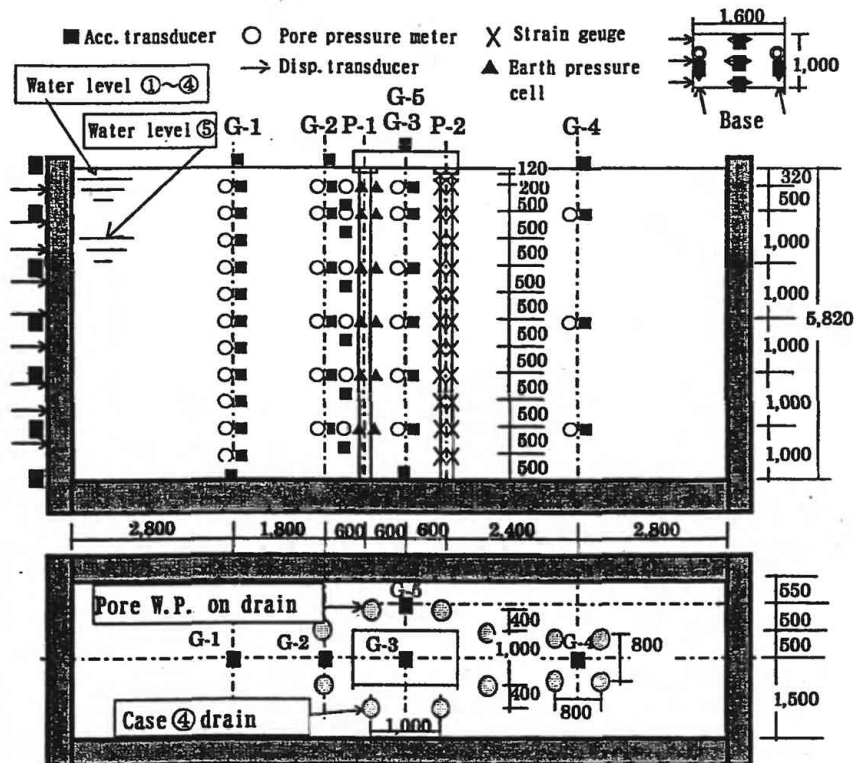 ■ Acc. transducer ○ Pore pressure meter X Strain geuge
→ Disp. transducer ▲ Earth pressure cell
1,600
1,000
Base
Water level ①~④
Water level ⑤
G-5
G-1 G-2 P-1 G-3 P-2 G-4
120
200
500
500
500
500
500
500
500
500
500
500
500
320
500
1,000
1,000
1,000
1,000
1,000
5,820
2,800 1,800 600 600 600 2,400 2,800
Pore W.P. on drain
G-5
G-1 G-2 G-3 G-4
400
1,000
400
800
800
1,000
Case ④ drain
550
500
500
1,500